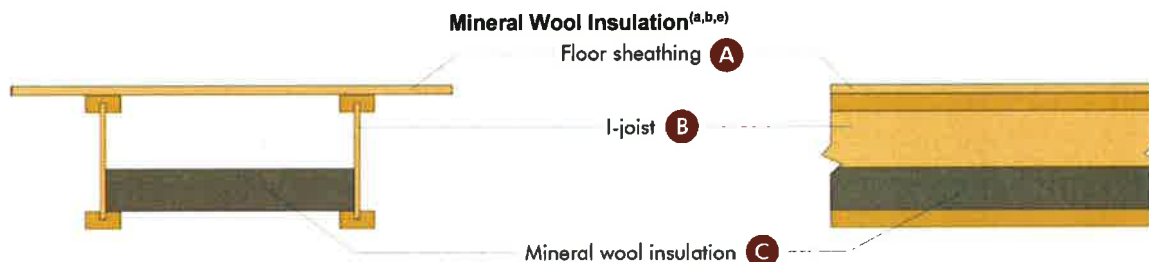 Mineral Wool Insulation(a,b,e)
Floor sheathing A
I-joist B
Mineral wool insulation C